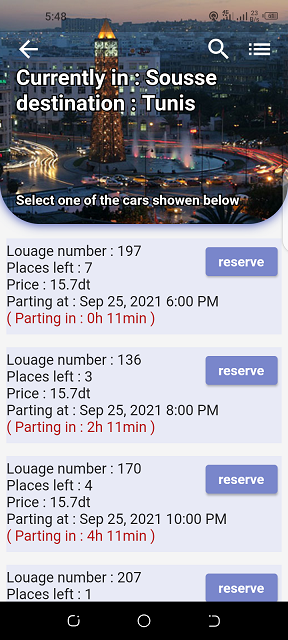 5:48
Currently in : Sousse
destination : Tunis
Select one of the cars showen below
Louage number : 197
Places left : 7
Price : 15.7dt
Parting at : Sep 25, 2021 6:00 PM
( Parting in : 0h 11min )
reserve
Louage number : 136
Places left : 3
Price : 15.7dt
Parting at : Sep 25, 2021 8:00 PM
( Parting in : 2h 11min )
reserve
Louage number : 170
Places left : 4
Price : 15.7dt
Parting at : Sep 25, 2021 10:00 PM
( Parting in : 4h 11min )
reserve
Louage number : 207
Places left : 1
reserve